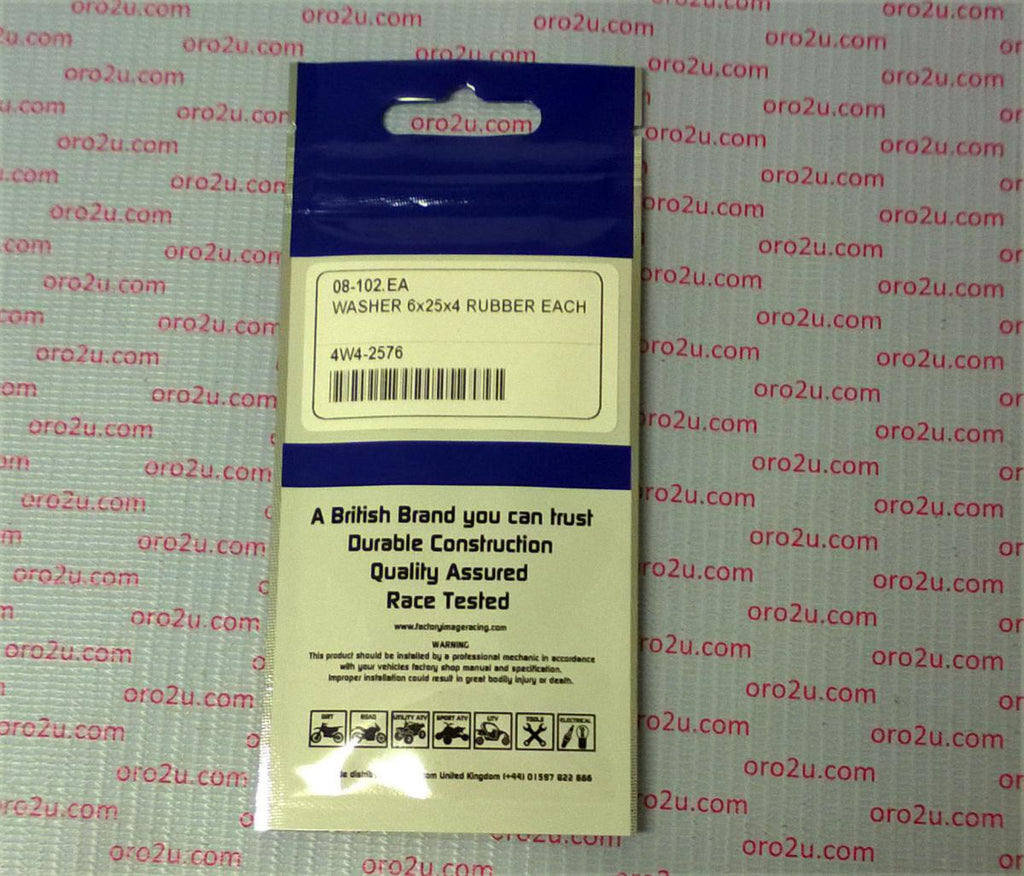 oro2u.com
08-102.EA
WASHER 6x25x4 RUBBER EACH
4W4-2576
A British Brand you can trust
Durable Construction
Quality Assured
Race Tested
www.factoryimageracing.com
WARNING
This product should be installed by a professional mechanic in accordance
with your vehicles factory shop manual and specification.
Improper installation could result in great bodily injury or death.
DIRT ROAD UTILITY ATV SPORT ATV UTV TOOLS ELECTRICAL
United Kingdom (+44) 01597 822 666